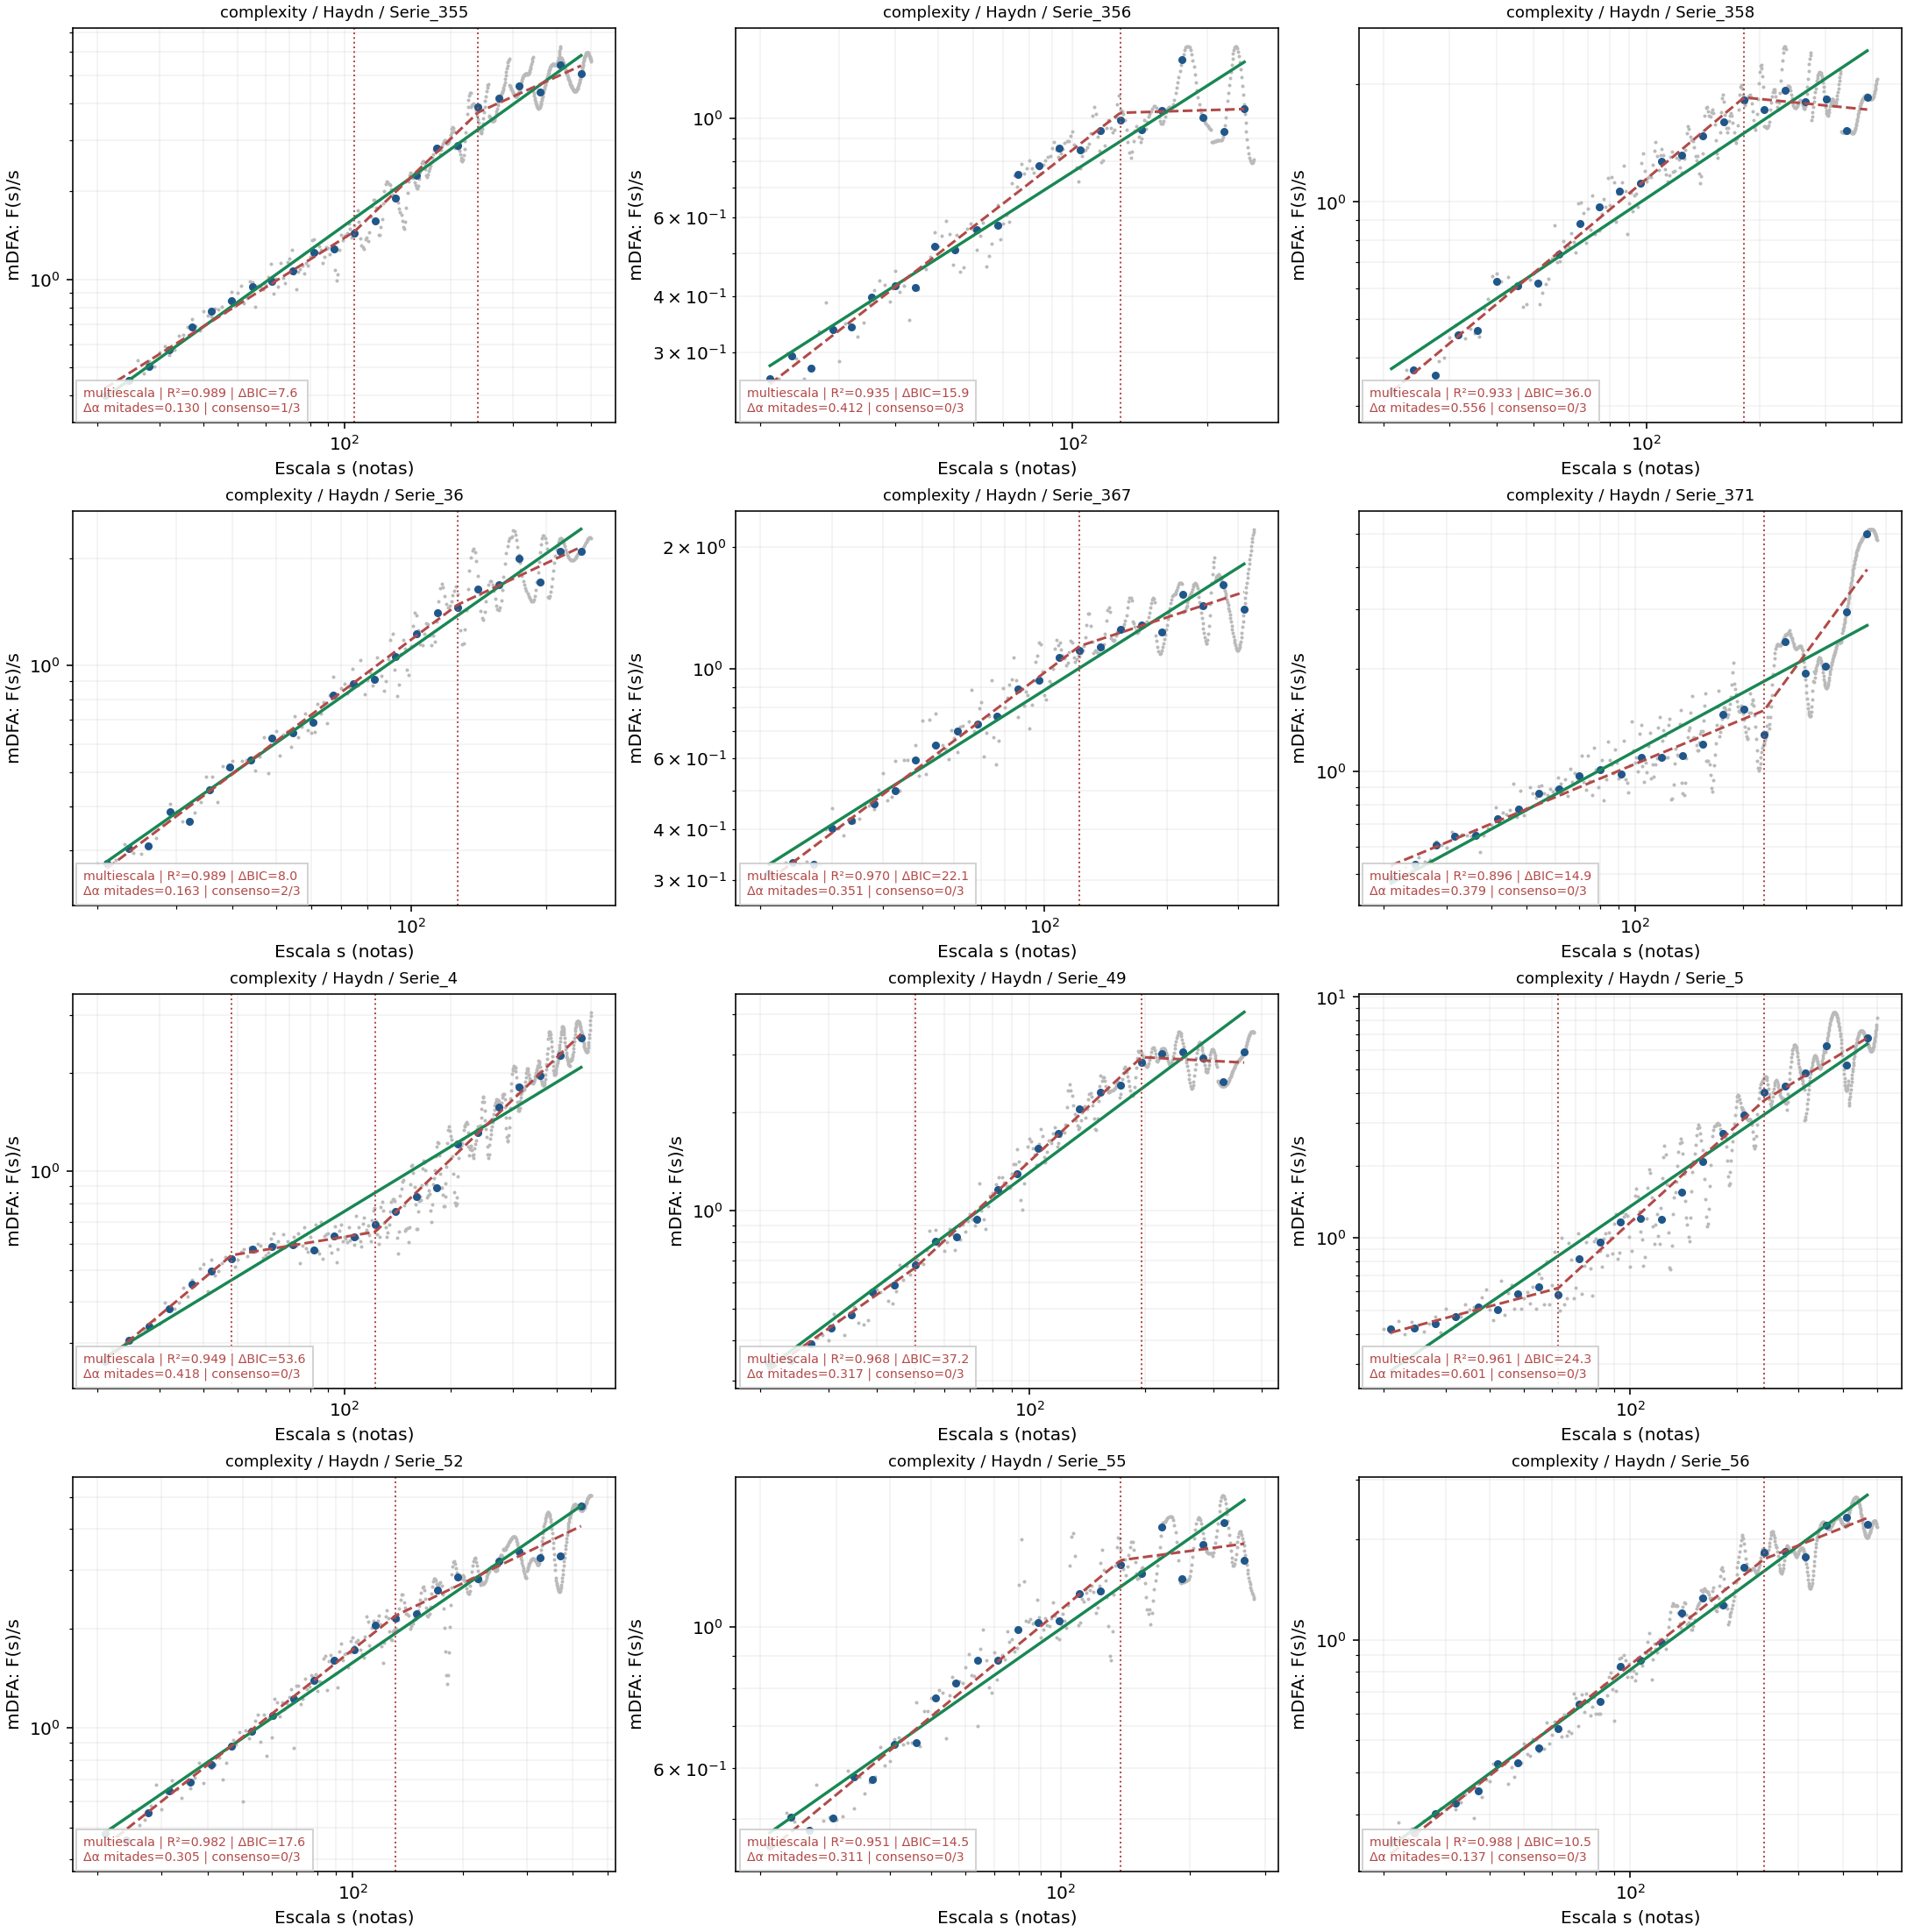 complexity / Haydn / Serie_355
mDFA: F(s)/s
10⁰
multiescala | R²=0.989 | ΔBIC=7.6
Δα mitades=0.130 | consenso=1/3
10²
Escala s (notas)
complexity / Haydn / Serie_356
mDFA: F(s)/s
10⁰
6 × 10⁻¹
4 × 10⁻¹
3 × 10⁻¹
multiescala | R²=0.935 | ΔBIC=15.9
Δα mitades=0.412 | consenso=0/3
10²
Escala s (notas)
complexity / Haydn / Serie_358
mDFA: F(s)/s
10⁰
multiescala | R²=0.933 | ΔBIC=36.0
Δα mitades=0.556 | consenso=0/3
10²
Escala s (notas)
complexity / Haydn / Serie_36
mDFA: F(s)/s
10⁰
multiescala | R²=0.989 | ΔBIC=8.0
Δα mitades=0.163 | consenso=2/3
10²
Escala s (notas)
complexity / Haydn / Serie_367
mDFA: F(s)/s
2 × 10⁰
10⁰
6 × 10⁻¹
4 × 10⁻¹
3 × 10⁻¹
multiescala | R²=0.970 | ΔBIC=22.1
Δα mitades=0.351 | consenso=0/3
10²
Escala s (notas)
complexity / Haydn / Serie_371
mDFA: F(s)/s
10⁰
multiescala | R²=0.896 | ΔBIC=14.9
Δα mitades=0.379 | consenso=0/3
10²
Escala s (notas)
complexity / Haydn / Serie_4
mDFA: F(s)/s
10⁰
multiescala | R²=0.949 | ΔBIC=53.6
Δα mitades=0.418 | consenso=0/3
10²
Escala s (notas)
complexity / Haydn / Serie_49
mDFA: F(s)/s
10⁰
multiescala | R²=0.968 | ΔBIC=37.2
Δα mitades=0.317 | consenso=0/3
10²
Escala s (notas)
complexity / Haydn / Serie_5
mDFA: F(s)/s
10¹
10⁰
multiescala | R²=0.961 | ΔBIC=24.3
Δα mitades=0.601 | consenso=0/3
10²
Escala s (notas)
complexity / Haydn / Serie_52
mDFA: F(s)/s
10⁰
multiescala | R²=0.982 | ΔBIC=17.6
Δα mitades=0.305 | consenso=0/3
10²
Escala s (notas)
complexity / Haydn / Serie_55
mDFA: F(s)/s
10⁰
6 × 10⁻¹
multiescala | R²=0.951 | ΔBIC=14.5
Δα mitades=0.311 | consenso=0/3
10²
Escala s (notas)
complexity / Haydn / Serie_56
mDFA: F(s)/s
10⁰
multiescala | R²=0.988 | ΔBIC=10.5
Δα mitades=0.137 | consenso=0/3
10²
Escala s (notas)